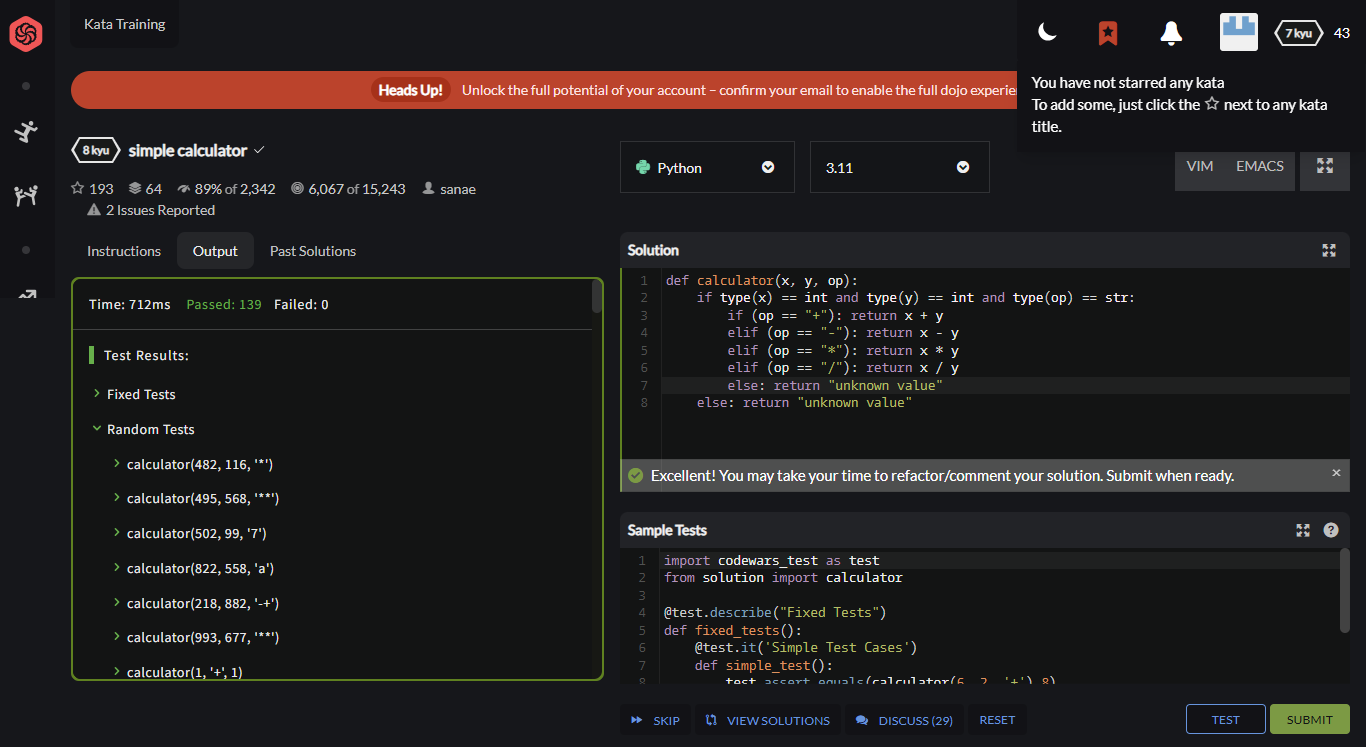 Kata Training
7 kyu 43
You have not starred any kata
To add some, just click the ☆ next to any kata
title.
Heads Up! Unlock the full potential of your account – confirm your email to enable the full dojo experie
8 kyu simple calculator
193 64 89% of 2,342 6,067 of 15,243 sanae
2 Issues Reported
Python 3.11 VIM EMACS
Instructions Output Past Solutions
Time: 712ms Passed: 139 Failed: 0
Test Results:
Fixed Tests
Random Tests
calculator(482, 116, '*')
calculator(495, 568, '**')
calculator(502, 99, '7')
calculator(822, 558, 'a')
calculator(218, 882, '-+')
calculator(993, 677, '**')
calculator(1, '+', 1)
Solution
1 def calculator(x, y, op):
2     if type(x) == int and type(y) == int and type(op) == str:
3         if (op == "+"): return x + y
4         elif (op == "-"): return x - y
5         elif (op == "*"): return x * y
6         elif (op == "/"): return x / y
7         else: return "unknown value"
8     else: return "unknown value"
Excellent! You may take your time to refactor/comment your solution. Submit when ready. ×
Sample Tests ?
1 import codewars_test as test
2 from solution import calculator
3
4 @test.describe("Fixed Tests")
5 def fixed_tests():
6     @test.it('Simple Test Cases')
7     def simple_test():
8         test.assert_equals(calculator(6, 2, '+'),8)
SKIP VIEW SOLUTIONS DISCUSS (29) RESET TEST SUBMIT